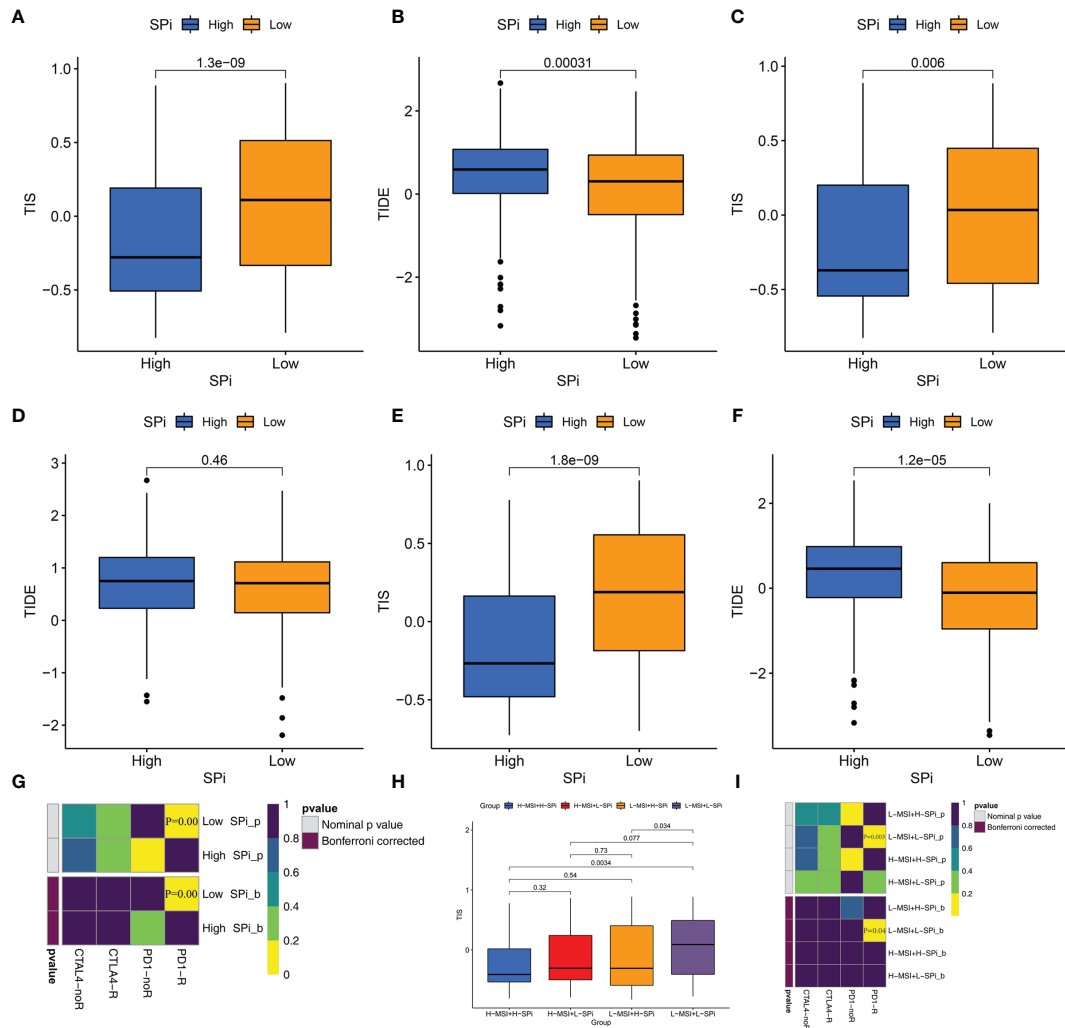 A
SPi High Low
1.3e−09
1.0
0.5
0.0
−0.5
TIS
High Low
SPi
B
SPi High Low
0.00031
2
0
−2
TIDE
High Low
SPi
C
SPi High Low
0.006
1.0
0.5
0.0
−0.5
TIS
High Low
SPi
D
SPi High Low
0.46
3
2
1
0
−1
−2
TIDE
High Low
SPi
E
SPi High Low
1.8e−09
1.0
0.5
0.0
−0.5
TIS
High Low
SPi
F
SPi High Low
1.2e−05
2
0
−2
TIDE
High Low
SPi
G
P=0.00
Low SPi_p
High SPi_p
P=0.00
Low SPi_b
High SPi_b
pvalue
CTAL4−noR
CTLA4−R
PD1−noR
PD1−R
1
0.8
0.6
0.4
0.2
0
pvalue
Nominal p value
Bonferroni corrected
H
Group H−MSI+H−SPi H−MSI+L−SPi L−MSI+H−SPi L−MSI+L−SPi
0.034
0.077
0.73
0.0034
0.54
0.32
2
1
0
TIS
H−MSI+H−SPi H−MSI+L−SPi L−MSI+H−SPi L−MSI+L−SPi
Group
I
L−MSI+H−SPi_p
P=0.003
L−MSI+L−SPi_p
H−MSI+H−SPi_p
H−MSI+L−SPi_p
L−MSI+H−SPi_b
P=0.04
L−MSI+L−SPi_b
H−MSI+H−SPi_b
H−MSI+L−SPi_b
pvalue
CTAL4−noR
CTLA4−R
PD1−noR
PD1−R
1
0.8
0.6
0.4
0.2
pvalue
Nominal p value
Bonferroni corrected